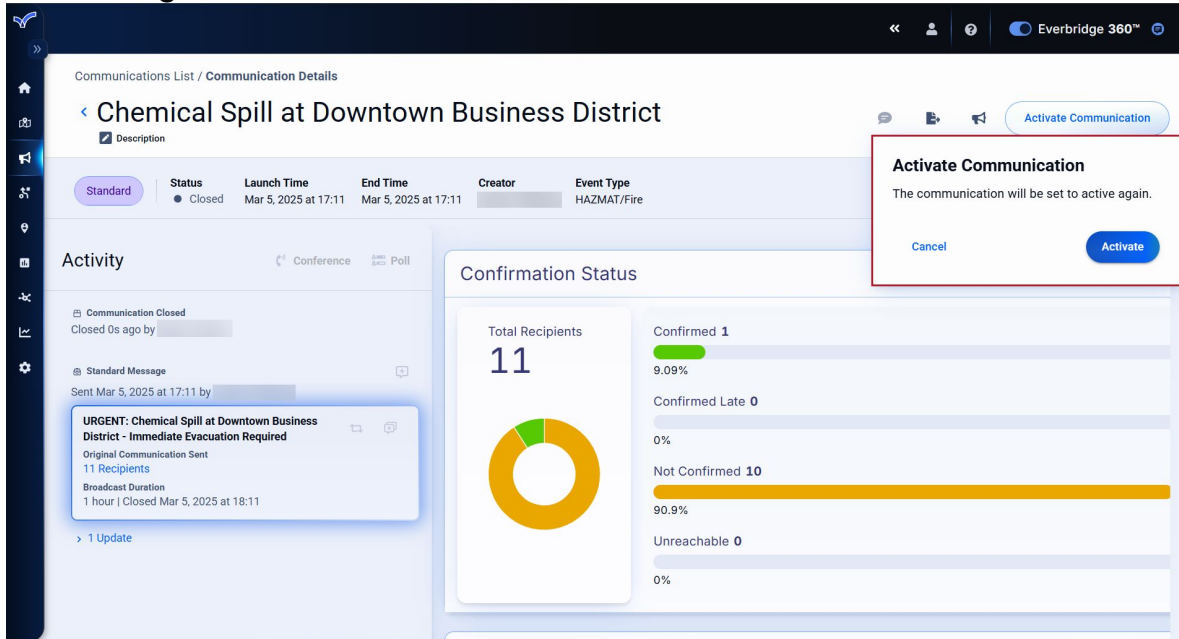 Everbridge 360™
Communications List / Communication Details
Chemical Spill at Downtown Business District
Description
Activate Communication
Activate Communication
The communication will be set to active again.
Cancel
Activate
Standard
Status
Closed
Launch Time
Mar 5, 2025 at 17:11
End Time
Mar 5, 2025 at 17:11
Creator
Event Type
HAZMAT/Fire
Activity
Conference
Poll
Communication Closed
Closed 0s ago by
Standard Message
Sent Mar 5, 2025 at 17:11 by
URGENT: Chemical Spill at Downtown Business
District - Immediate Evacuation Required
Original Communication Sent
11 Recipients
Broadcast Duration
1 hour | Closed Mar 5, 2025 at 18:11
1 Update
Confirmation Status
Total Recipients
11
Confirmed 1
9.09%
Confirmed Late 0
0%
Not Confirmed 10
90.9%
Unreachable 0
0%